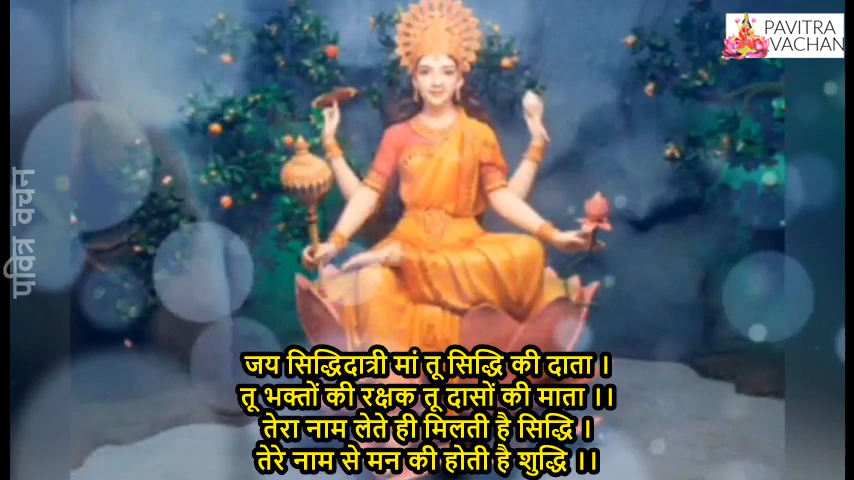 PAVITRA
VACHAN
पवित्र वचन
जय सिद्धिदात्री मां तू सिद्धि की दाता ।
तू भक्तों की रक्षक तू दासों की माता ।।
तेरा नाम लेते ही मिलती है सिद्धि ।
तेरे नाम से मन की होती है शुद्धि ।।